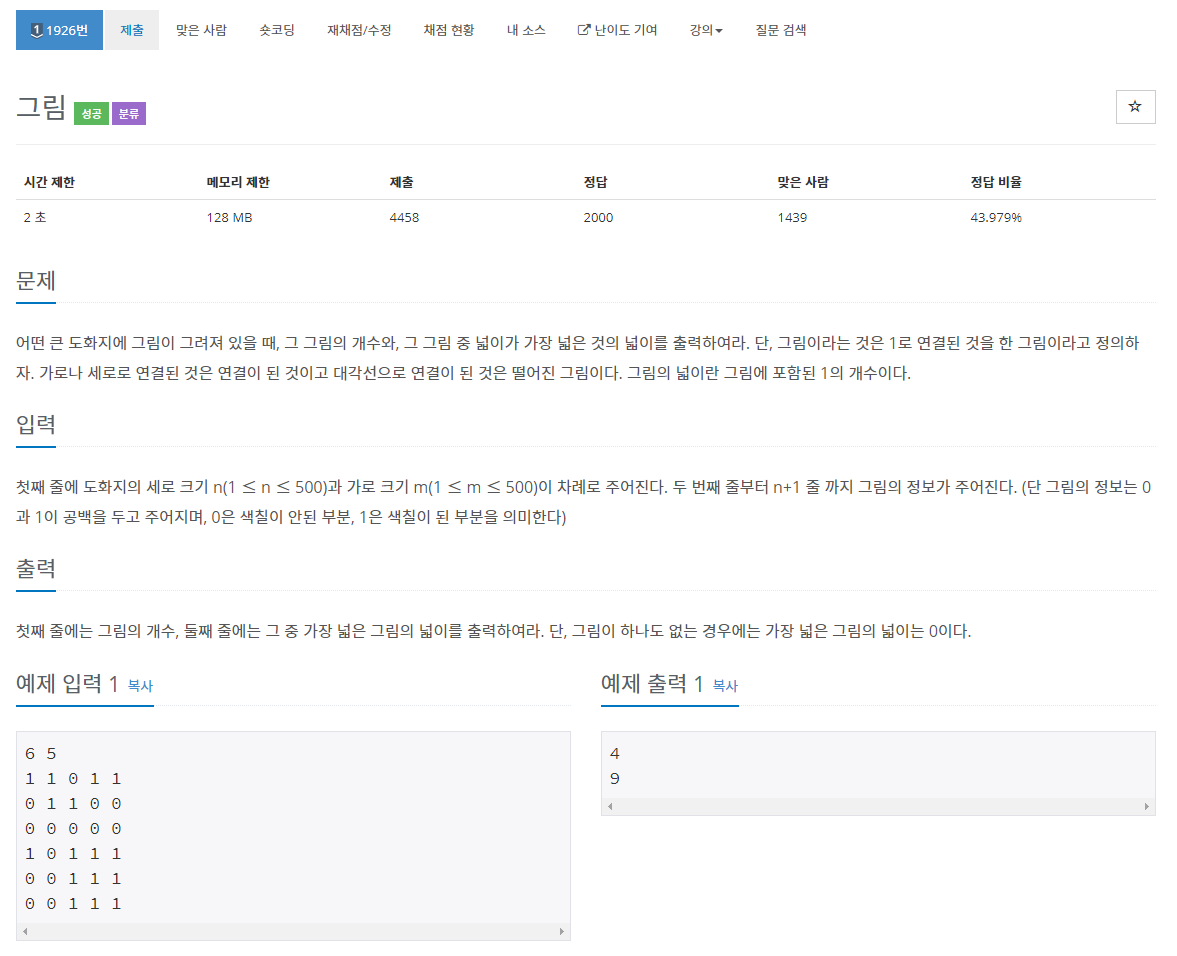 1 1926번 제출 맞은 사람 숏코딩 재채점/수정 채점 현황 내 소스 난이도 기여 강의 질문 검색
그림 성공 분류
시간 제한 메모리 제한 제출 정답 맞은 사람 정답 비율
2 초 128 MB 4458 2000 1439 43.979%
문제
어떤 큰 도화지에 그림이 그려져 있을 때, 그 그림의 개수와, 그 그림 중 넓이가 가장 넓은 것의 넓이를 출력하여라. 단, 그림이라는 것은 1로 연결된 것을 한 그림이라고 정의하
자. 가로나 세로로 연결된 것은 연결이 된 것이고 대각선으로 연결이 된 것은 떨어진 그림이다. 그림의 넓이란 그림에 포함된 1의 개수이다.
입력
첫째 줄에 도화지의 세로 크기 n(1 ≤ n ≤ 500)과 가로 크기 m(1 ≤ m ≤ 500)이 차례로 주어진다. 두 번째 줄부터 n+1 줄 까지 그림의 정보가 주어진다. (단 그림의 정보는 0
과 1이 공백을 두고 주어지며, 0은 색칠이 안된 부분, 1은 색칠이 된 부분을 의미한다)
출력
첫째 줄에는 그림의 개수, 둘째 줄에는 그 중 가장 넓은 그림의 넓이를 출력하여라. 단, 그림이 하나도 없는 경우에는 가장 넓은 그림의 넓이는 0이다.
예제 입력 1 복사
6 5
1 1 0 1 1
0 1 1 0 0
0 0 0 0 0
1 0 1 1 1
0 0 1 1 1
0 0 1 1 1
예제 출력 1 복사
4
9